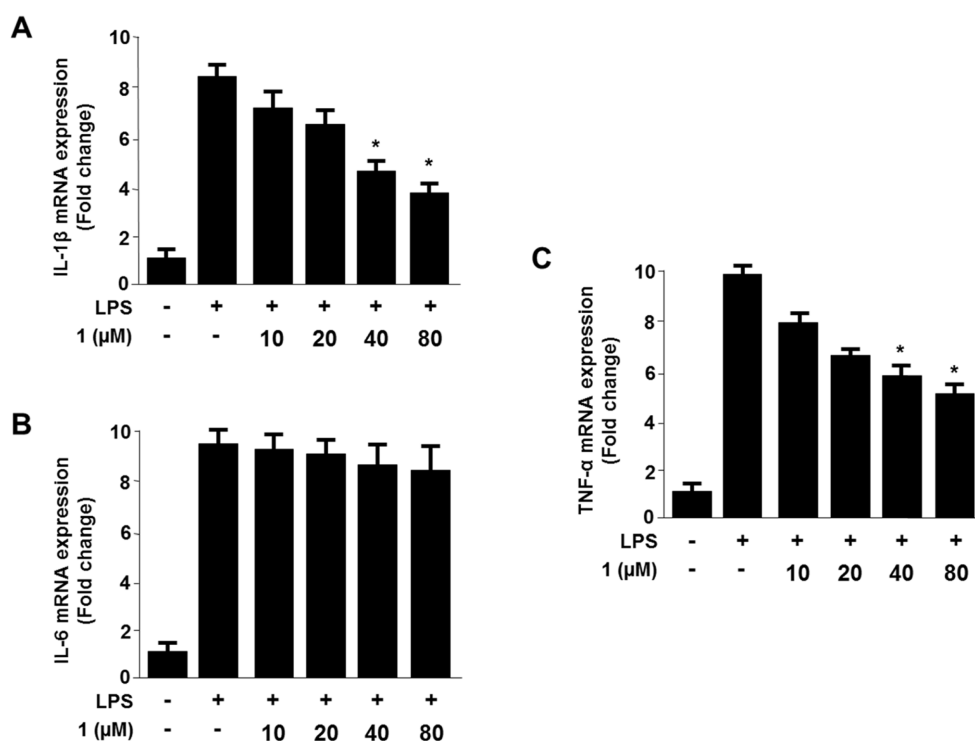 A
IL-1β mRNA expression
(Fold change)
10
8
6
4
2
0
* *
LPS - + + + + +
1 (µM) - - 10 20 40 80
B
IL-6 mRNA expression
(Fold change)
10
8
6
4
2
0
LPS - + + + + +
1 (µM) - - 10 20 40 80
C
TNF-α mRNA expression
(Fold change)
10
8
6
4
2
0
* *
LPS - + + + + +
1 (µM) - - 10 20 40 80